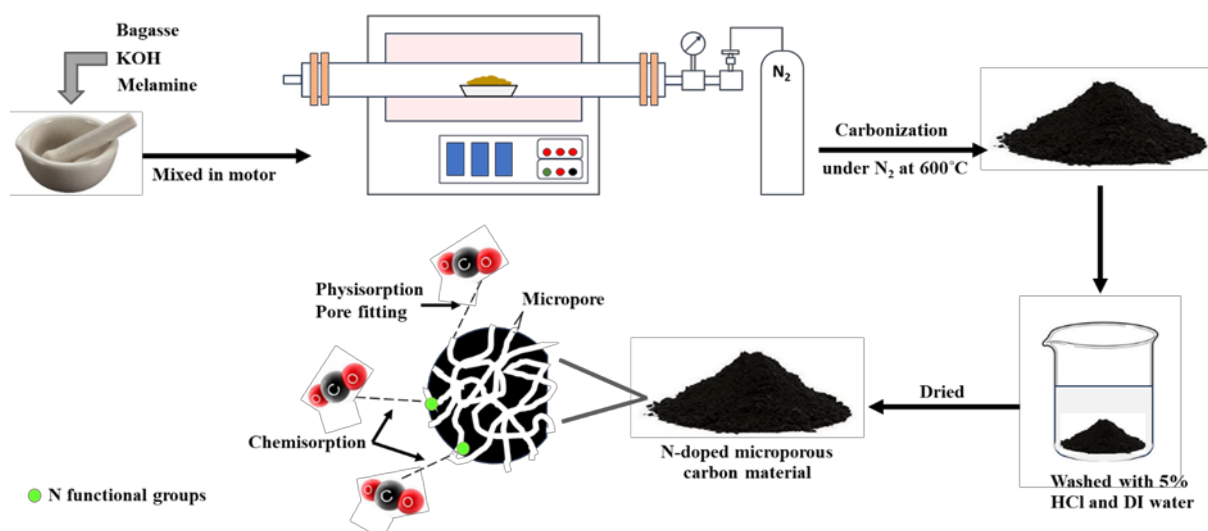 Bagasse
KOH
Melamine
Mixed in motor
N₂
Carbonization
under N₂ at 600°C
Washed with 5%
HCl and DI water
Dried
N-doped microporous
carbon material
Micropore
Physisorption
Pore fitting
O C O
O C O
Chemisorption
O C O
N functional groups